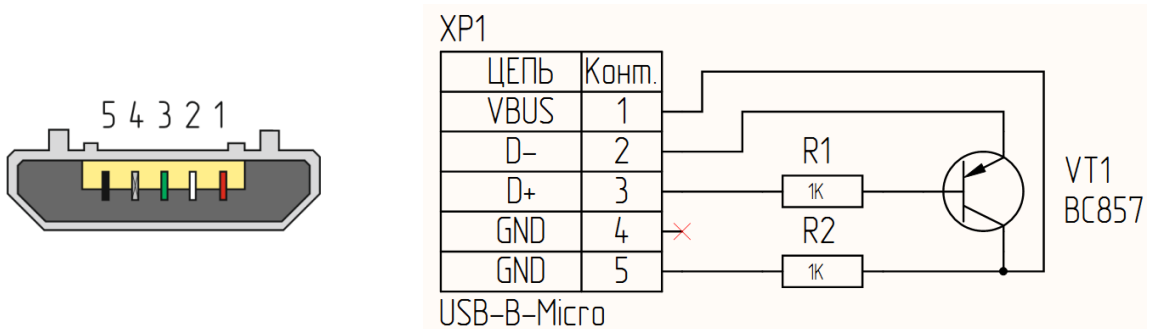 5 4 3 2 1
XP1
ЦЕПЬ Конт.
VBUS 1
D- 2
D+ 3
GND 4
GND 5
USB-B-Micro
R1
1K
R2
1K
VT1
BC857